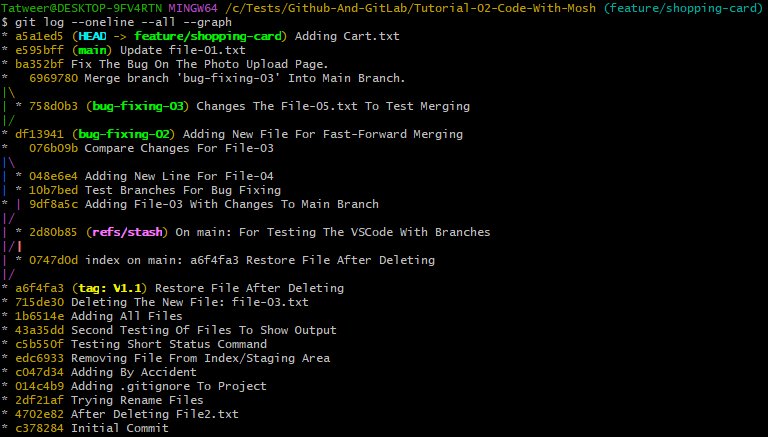 Tatweer@DESKTOP-9FV4RTN MINGW64 /c/Tests/Github-And-GitLab/Tutorial-02-Code-With-Mosh (feature/shopping-card)
$ git log --oneline --all --graph
* a5a1ed5 (HEAD -> feature/shopping-card) Adding Cart.txt
* e595bff (main) Update file-01.txt
* ba352bf Fix The Bug On The Photo Upload Page.
*   6969780 Merge branch 'bug-fixing-03' Into Main Branch.
|\
| * 758d0b3 (bug-fixing-03) Changes The File-05.txt To Test Merging
|/
* df13941 (bug-fixing-02) Adding New File For Fast-Forward Merging
*   076b09b Compare Changes For File-03
|\
| * 048e6e4 Adding New Line For File-04
| * 10b7bed Test Branches For Bug Fixing
* | 9df8a5c Adding File-03 With Changes To Main Branch
|/
| * 2d80b85 (refs/stash) On main: For Testing The VSCode With Branches
|/|
| * 0747d0d index on main: a6f4fa3 Restore File After Deleting
|/
* a6f4fa3 (tag: V1.1) Restore File After Deleting
* 715de30 Deleting The New File: file-03.txt
* 1b6514e Adding All Files
* 43a35dd Second Testing Of Files To Show Output
* c5b550f Testing Short Status Command
* edc6933 Removing File From Index/Staging Area
* c047d34 Adding By Accident
* 014c4b9 Adding .gitignore To Project
* 2df21af Trying Rename Files
* 4702e82 After Deleting File2.txt
* c378284 Initial Commit